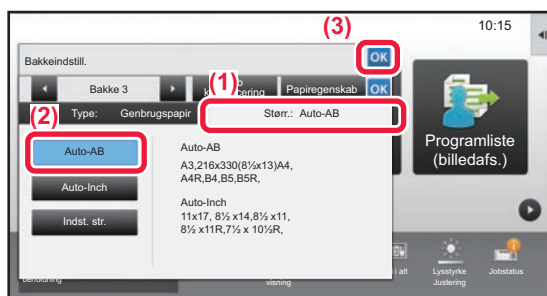 (3)
10:15
Bakkeindstill.
OK
(1)
Bakke 3
Papiregenskab
OK
(2)
Type: Genbrugspapir
Størr.: Auto-AB
Auto-AB
Auto-Inch
Indst. str.
Auto-AB
A3,216x330(8½x13)A4,
A4R,B4,B5,B5R,
Auto-Inch
11x17, 8½ x14,8½ x11,
8½ x11R,7½ x 10½R,
Programliste
(billedafs.)
visning
i alt
Lysstyrke
Justering
Jobstatus